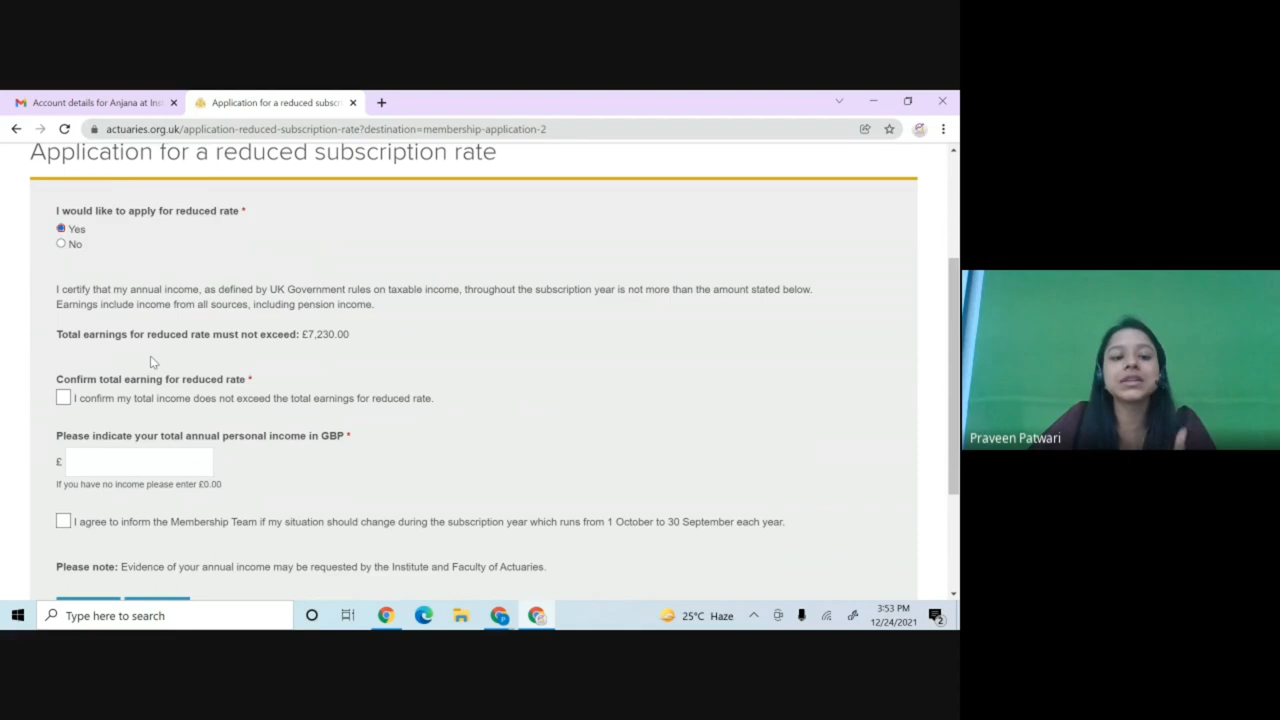 Account details for Anjana at Inst
Application for a reduced subscri
actuaries.org.uk/application-reduced-subscription-rate?destination=membership-application-2
Application for a reduced subscription rate
I would like to apply for reduced rate *
Yes
No
I certify that my annual income, as defined by UK Government rules on taxable income, throughout the subscription year is not more than the amount stated below.
Earnings include income from all sources, including pension income.
Total earnings for reduced rate must not exceed: £7,230.00
Confirm total earning for reduced rate *
I confirm my total income does not exceed the total earnings for reduced rate.
Please indicate your total annual personal income in GBP *
£
If you have no income please enter £0.00
I agree to inform the Membership Team if my situation should change during the subscription year which runs from 1 October to 30 September each year.
Please note: Evidence of your annual income may be requested by the Institute and Faculty of Actuaries.
Type here to search
25°C Haze
3:53 PM
12/24/2021
2
Praveen Patwari